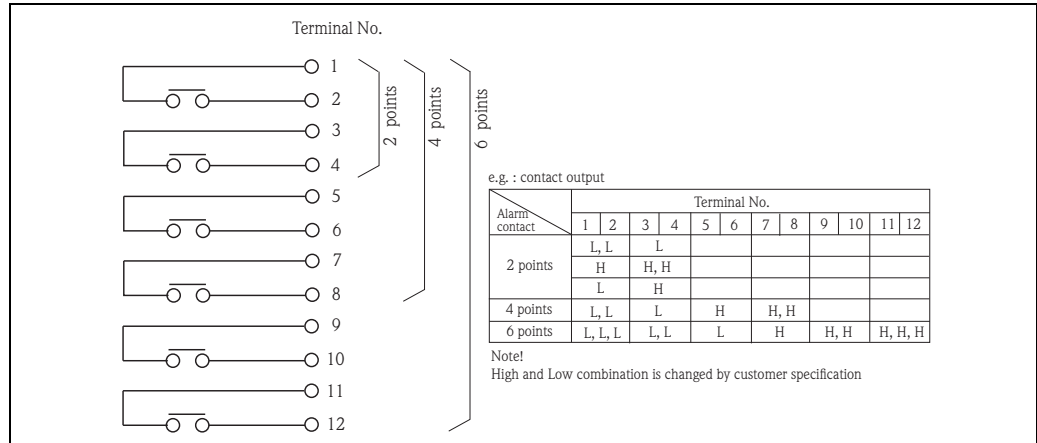 Terminal No.
1
2
3
4
5
6
7
8
9
10
11
12
2 points
4 points
6 points
e.g. : contact output
Alarm contact Terminal No.
1 2 3 4 5 6 7 8 9 10 11 12
2 points L, L L
H H, H
L H
4 points L, L L H H, H
6 points L, L, L L, L L H H, H H, H, H
Note!
High and Low combination is changed by customer specification